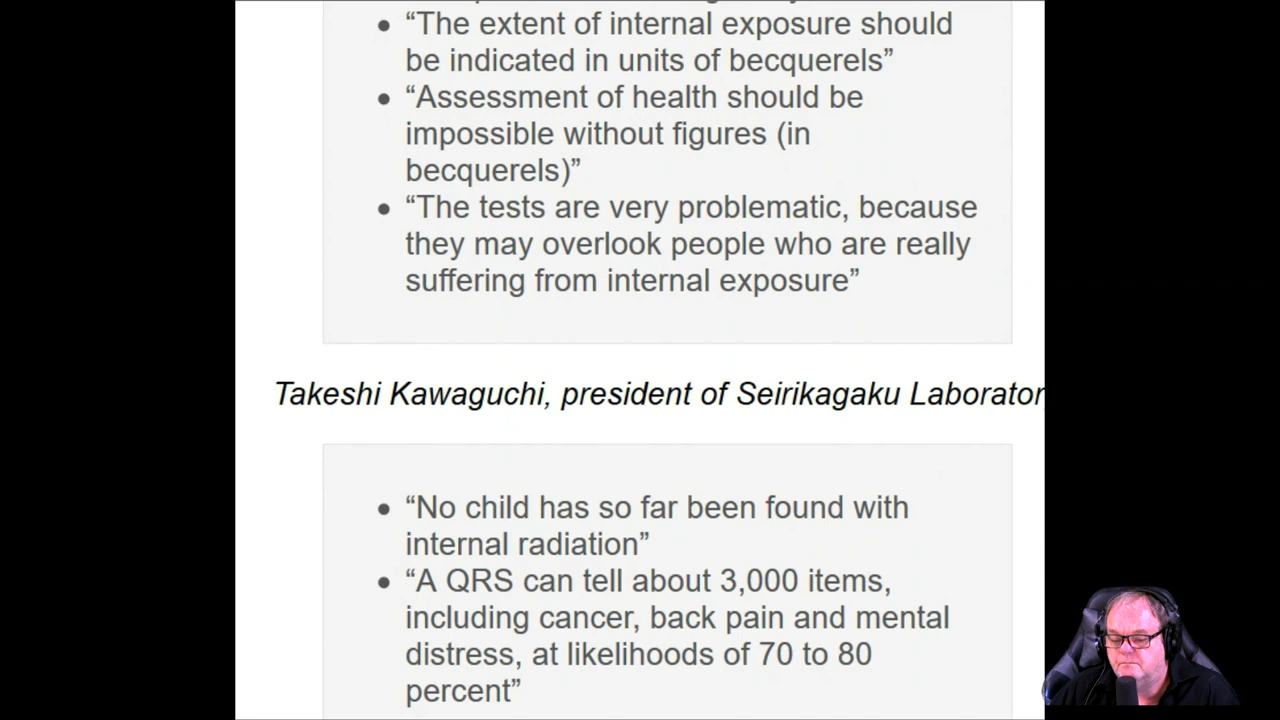 “The extent of internal exposure should
be indicated in units of becquerels”
“Assessment of health should be
impossible without figures (in
becquerels)”
“The tests are very problematic, because
they may overlook people who are really
suffering from internal exposure”
Takeshi Kawaguchi, president of Seirikagaku Laborator
“No child has so far been found with
internal radiation”
“A QRS can tell about 3,000 items,
including cancer, back pain and mental
distress, at likelihoods of 70 to 80
percent”